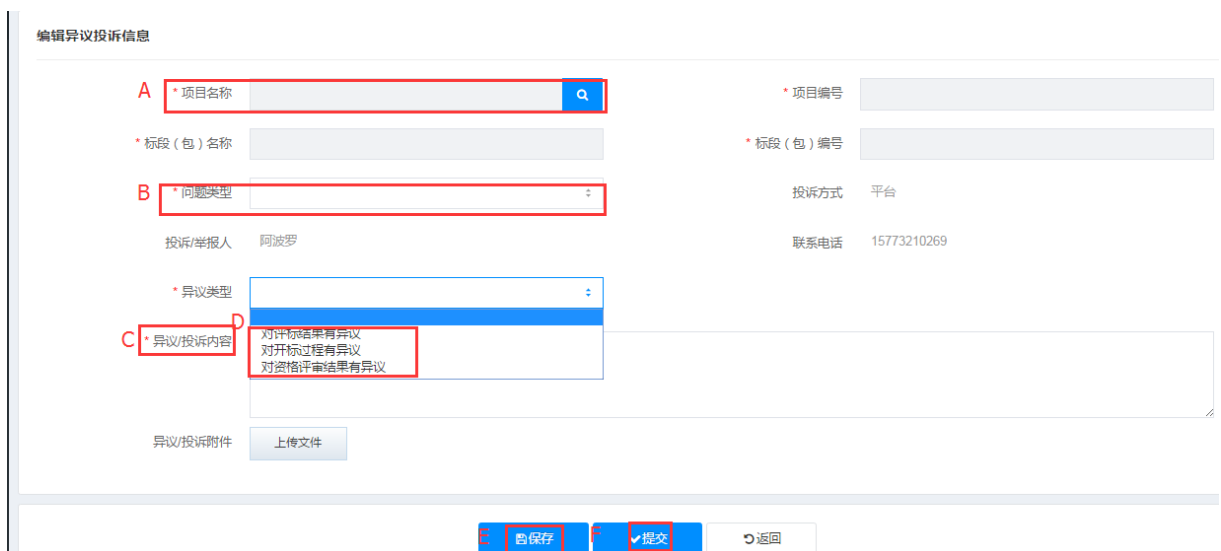 编辑异议投诉信息
A * 项目名称
* 项目编号
* 标段（包）名称
* 标段（包）编号
B * 问题类型
投诉方式 平台
投诉/举报人 阿波罗
联系电话 15773210269
* 异议类型
D
C * 异议/投诉内容
对评标结果有异议
对开标过程有异议
对资格评审结果有异议
异议/投诉附件 上传文件
E 保存 F 提交 返回